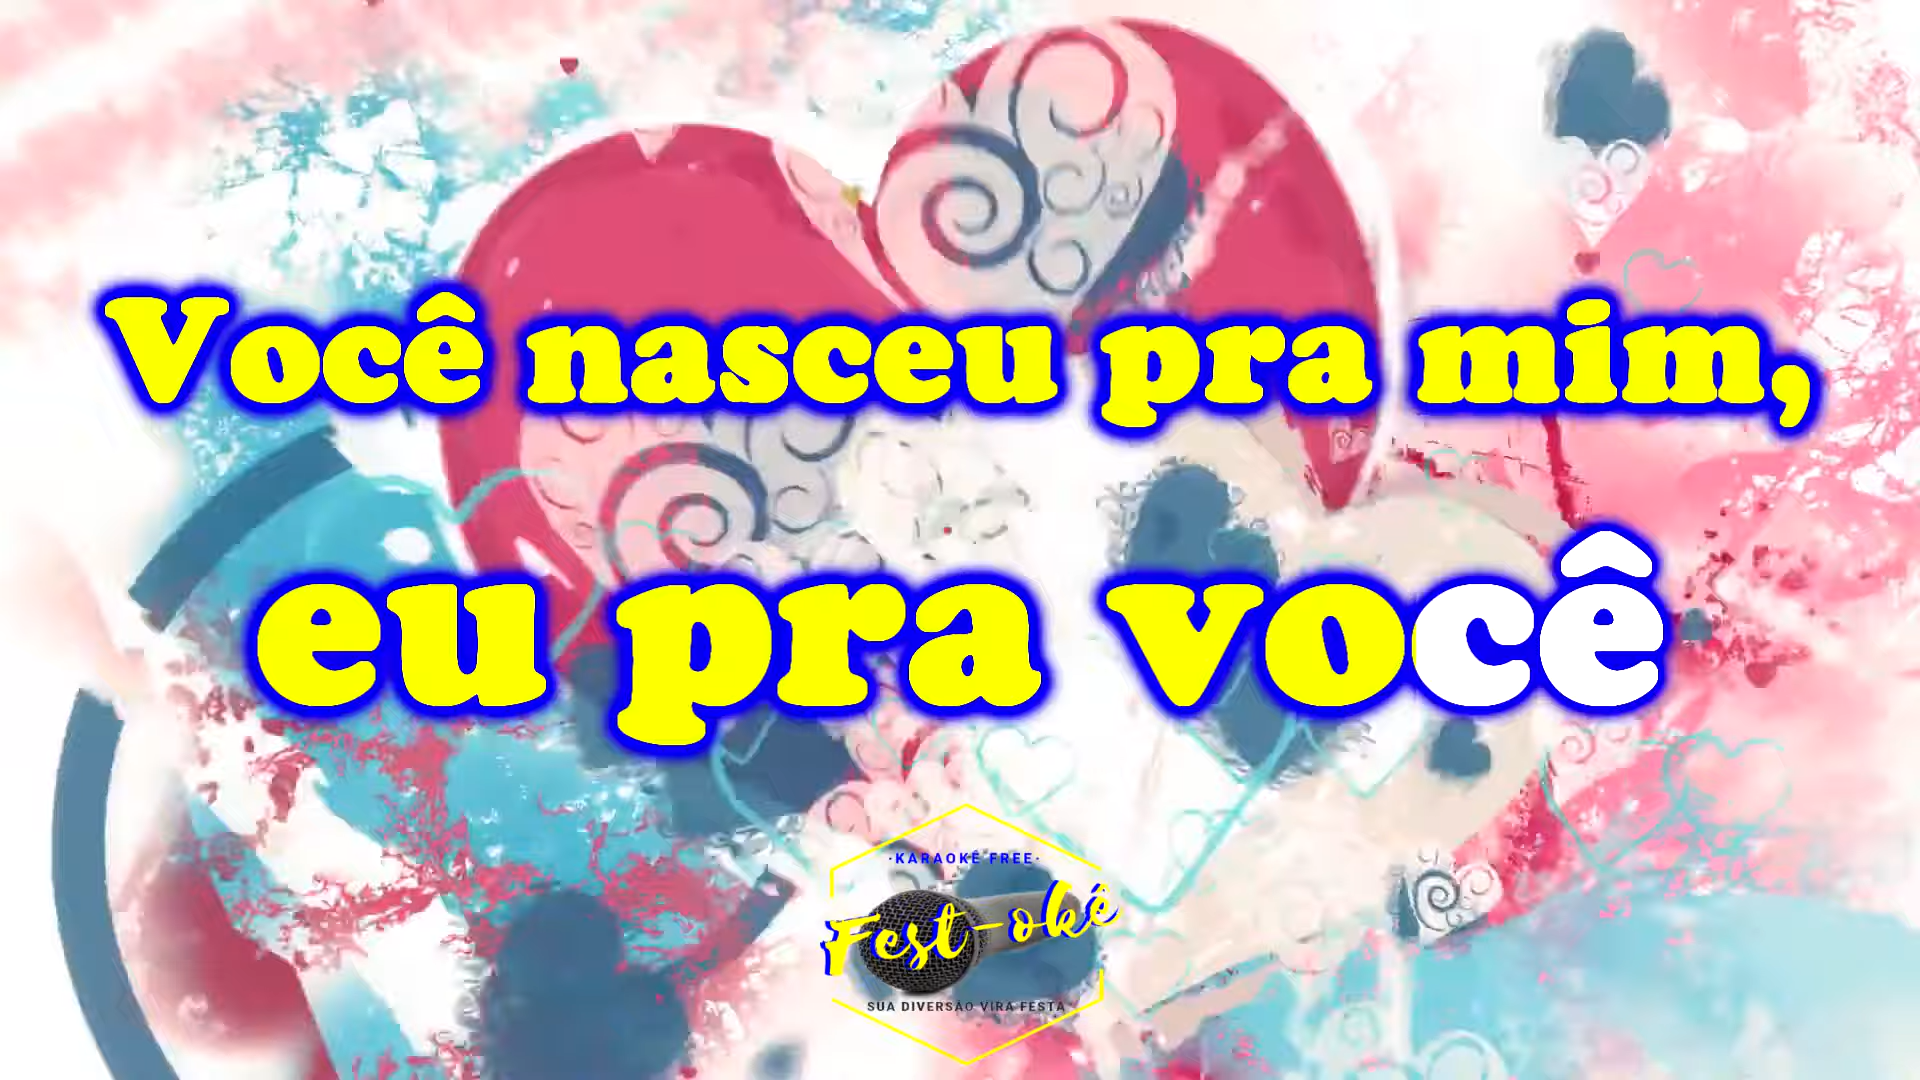 Você nasceu pra mim,
eu pra você
·KARAOKÊ FREE·
Fest-okê
SUA DIVERSÃO VIRA FESTA